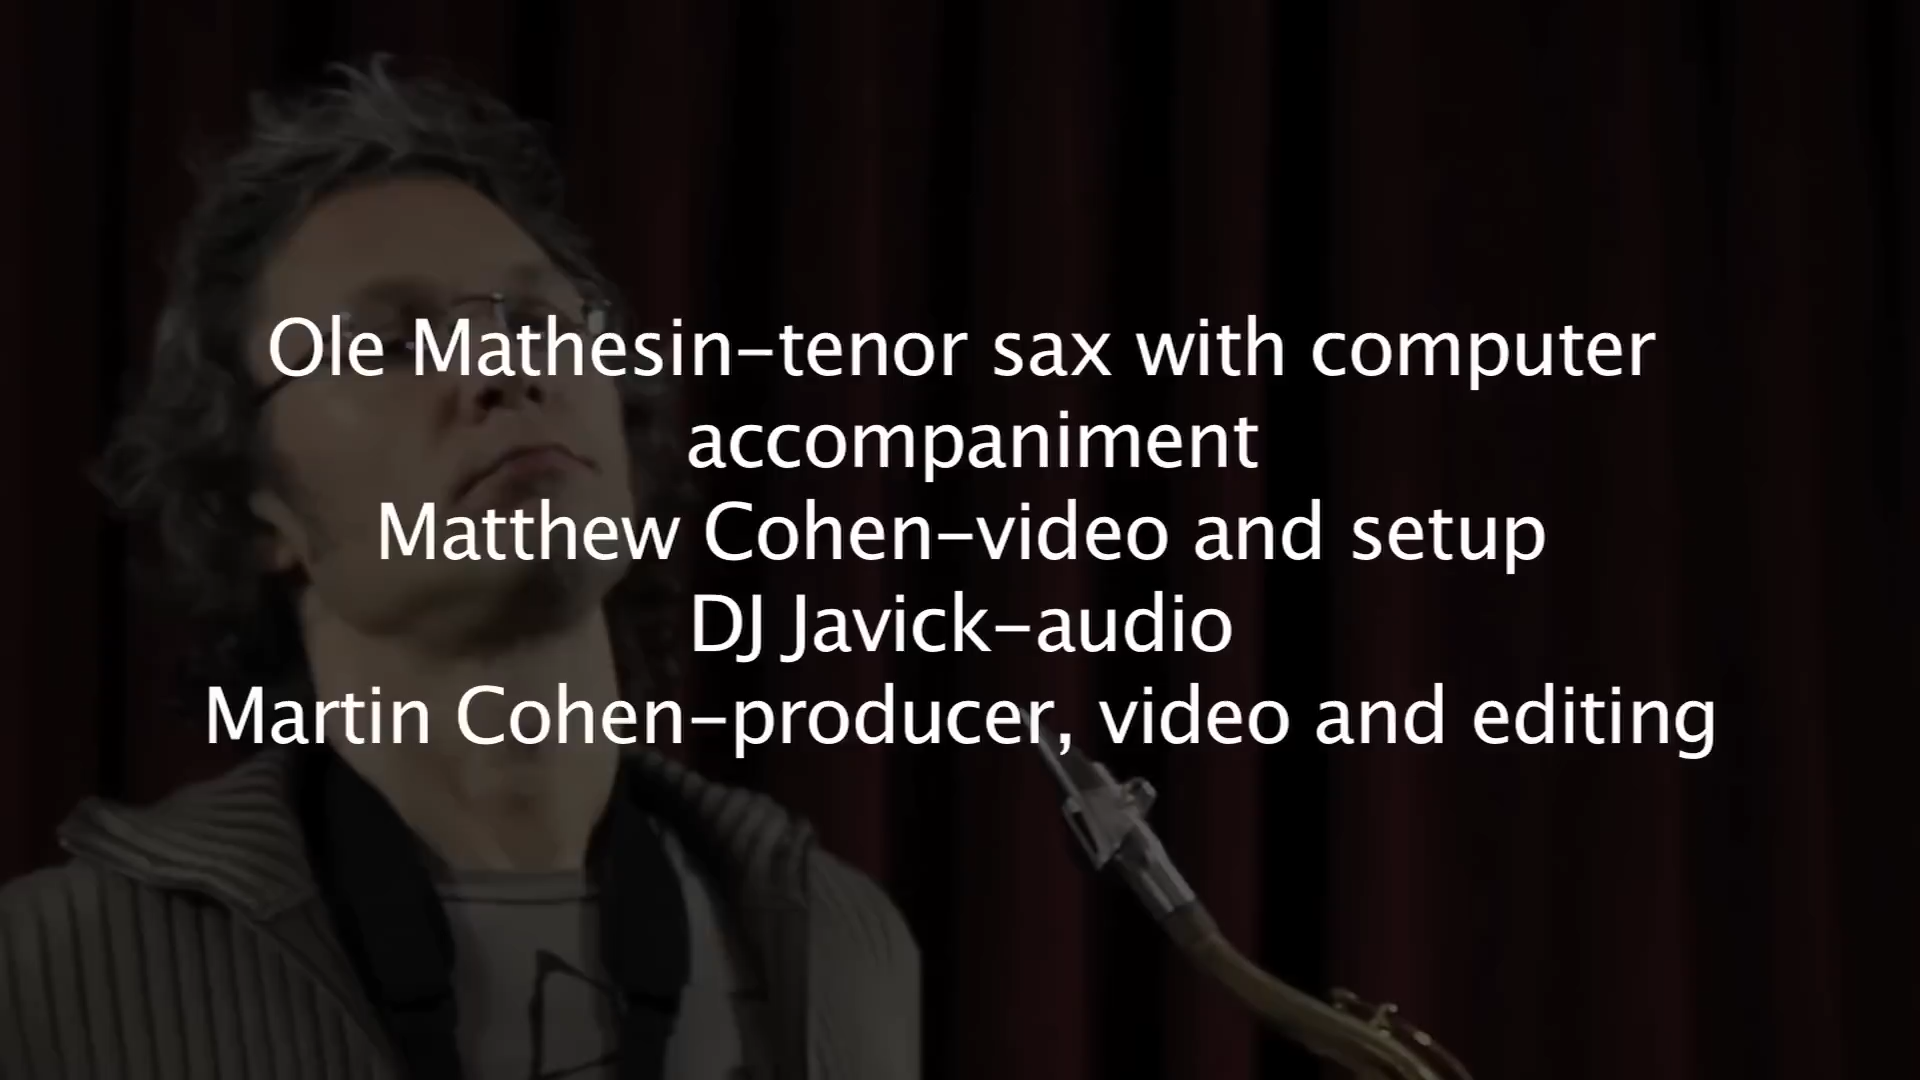 Ole Mathesin–tenor sax with computer
accompaniment
Matthew Cohen–video and setup
DJ Javick–audio
Martin Cohen–producer, video and editing